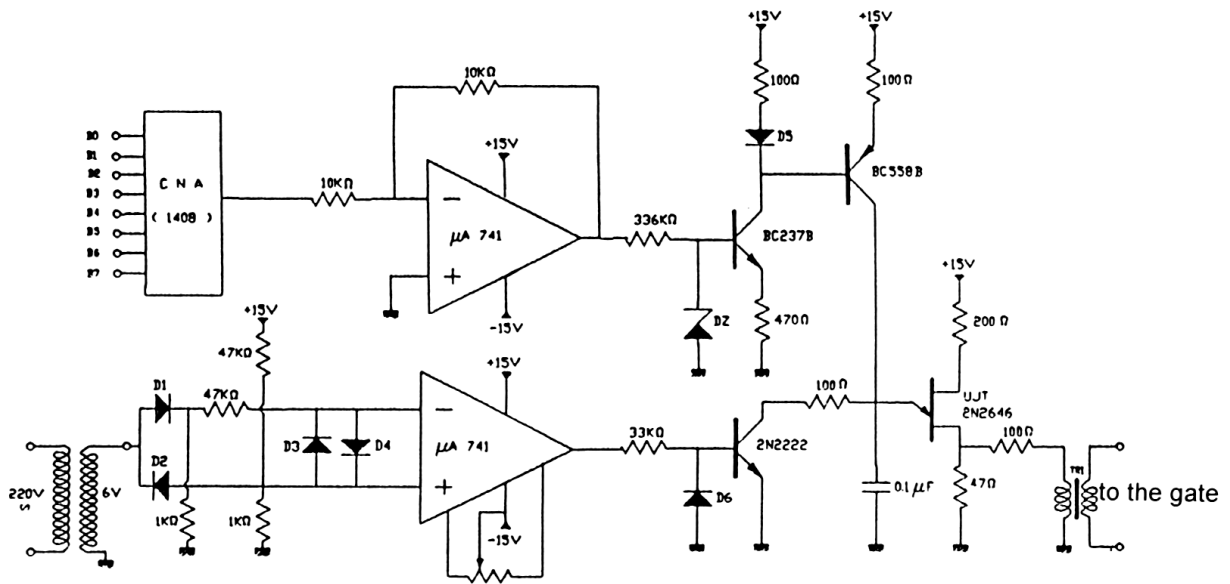 +15V
+15V
100Ω
100Ω
D5
BC558B
10KΩ
B0
B1
B2
B3
B4
B5
B6
B7
C N A
( 1408 )
10KΩ
+15V
−
μA 741
+
-15V
336KΩ
BC237B
DZ
470Ω
+15V
200Ω
+15V
47KΩ
D1
47KΩ
D2
D3
D4
220V
6V
1KΩ
1KΩ
+15V
−
μA 741
+
-15V
33KΩ
D6
2N2222
100Ω
UJT
2N2646
100Ω
0.1μF
47Ω
TR1
to the gate